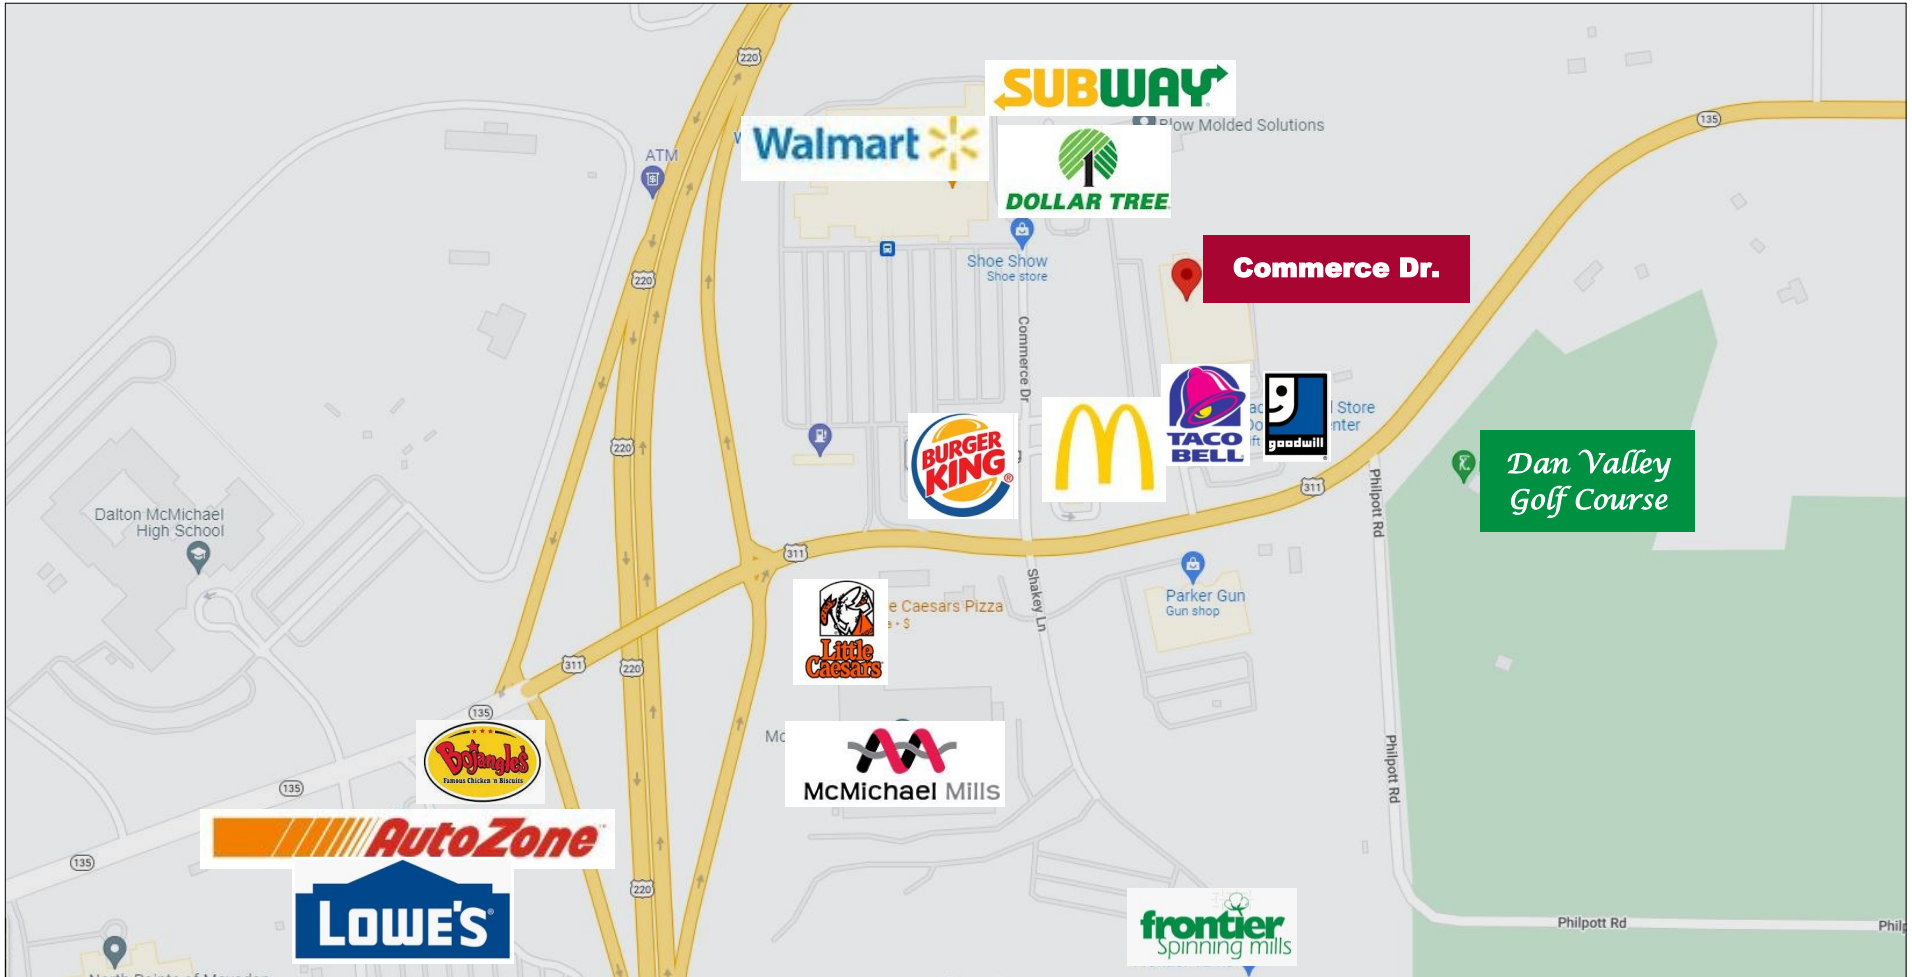 220
SUBWAY
ATM
Walmart
Blow Molded Solutions
135
DOLLAR TREE
Shoe Show
Shoe store
Commerce Dr.
220
Commerce Dr
BURGER
KING
TACO
BELL
goodwill
Store
220
311
Philpott Rd
Dan Valley
Golf Course
Dalton McMichael
High School
311
Shakey Ln
Parker Gun
Gun shop
Caesars Pizza
$
Little
Caesars
311
220
135
Bojangles
Famous Chicken 'n Biscuits
McMichael Mills
Philpott Rd
135
AutoZone
135
220
LOWE'S
frontier
Spinning mills
Philpott Rd